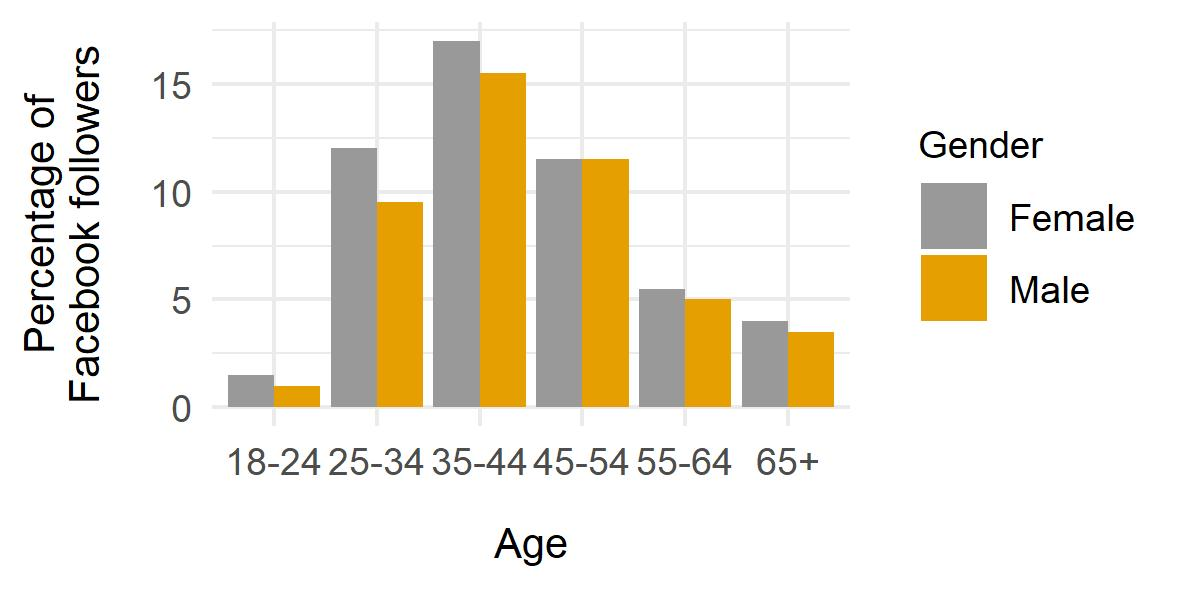 Percentage of
Facebook followers
15
10
5
0
18-24 25-34 35-44 45-54 55-64 65+
Age
Gender
Female
Male